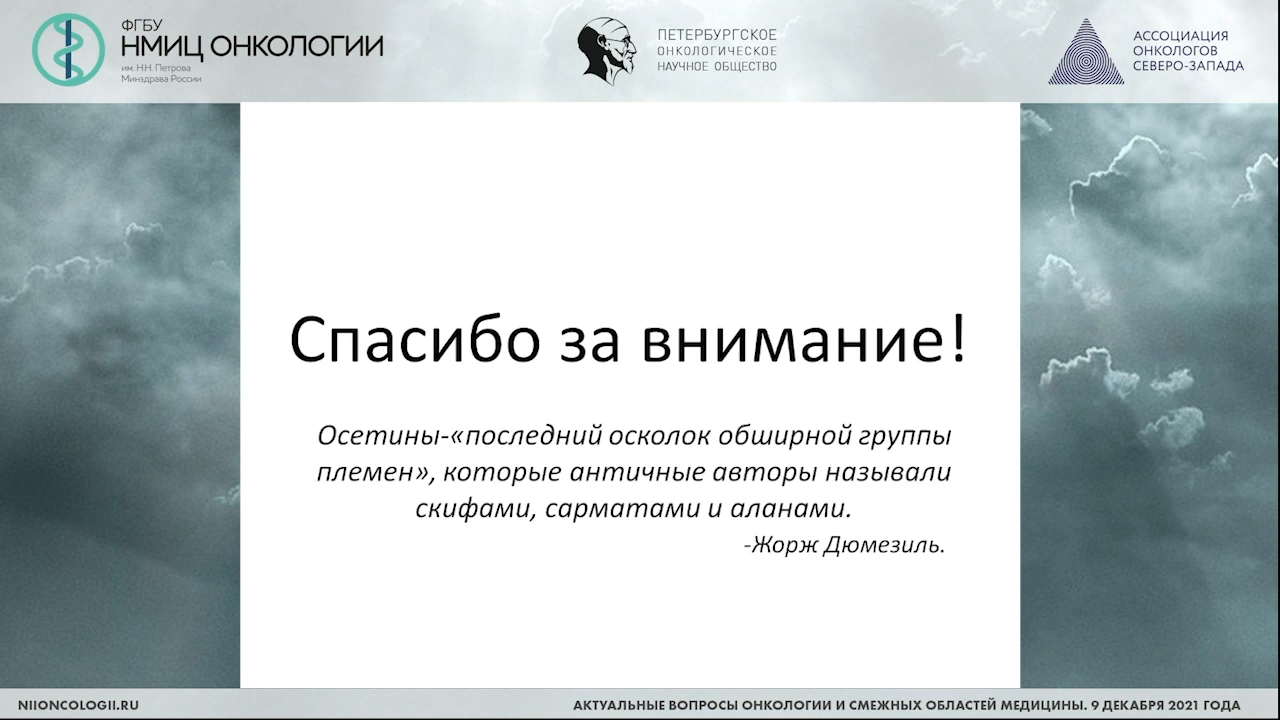 ФГБУ
НМИЦ ОНКОЛОГИИ
им. Н.Н. Петрова
Минздрава России
ПЕТЕРБУРГСКОЕ
ОНКОЛОГИЧЕСКОЕ
НАУЧНОЕ ОБЩЕСТВО
АССОЦИАЦИЯ
ОНКОЛОГОВ
СЕВЕРО-ЗАПАДА
Спасибо за внимание!
Осетины-«последний осколок обширной группы
племен», которые античные авторы называли
скифами, сарматами и аланами.
-Жорж Дюмезиль.
NIIONCOLOGII.RU
АКТУАЛЬНЫЕ ВОПРОСЫ ОНКОЛОГИИ И СМЕЖНЫХ ОБЛАСТЕЙ МЕДИЦИНЫ. 9 ДЕКАБРЯ 2021 ГОДА